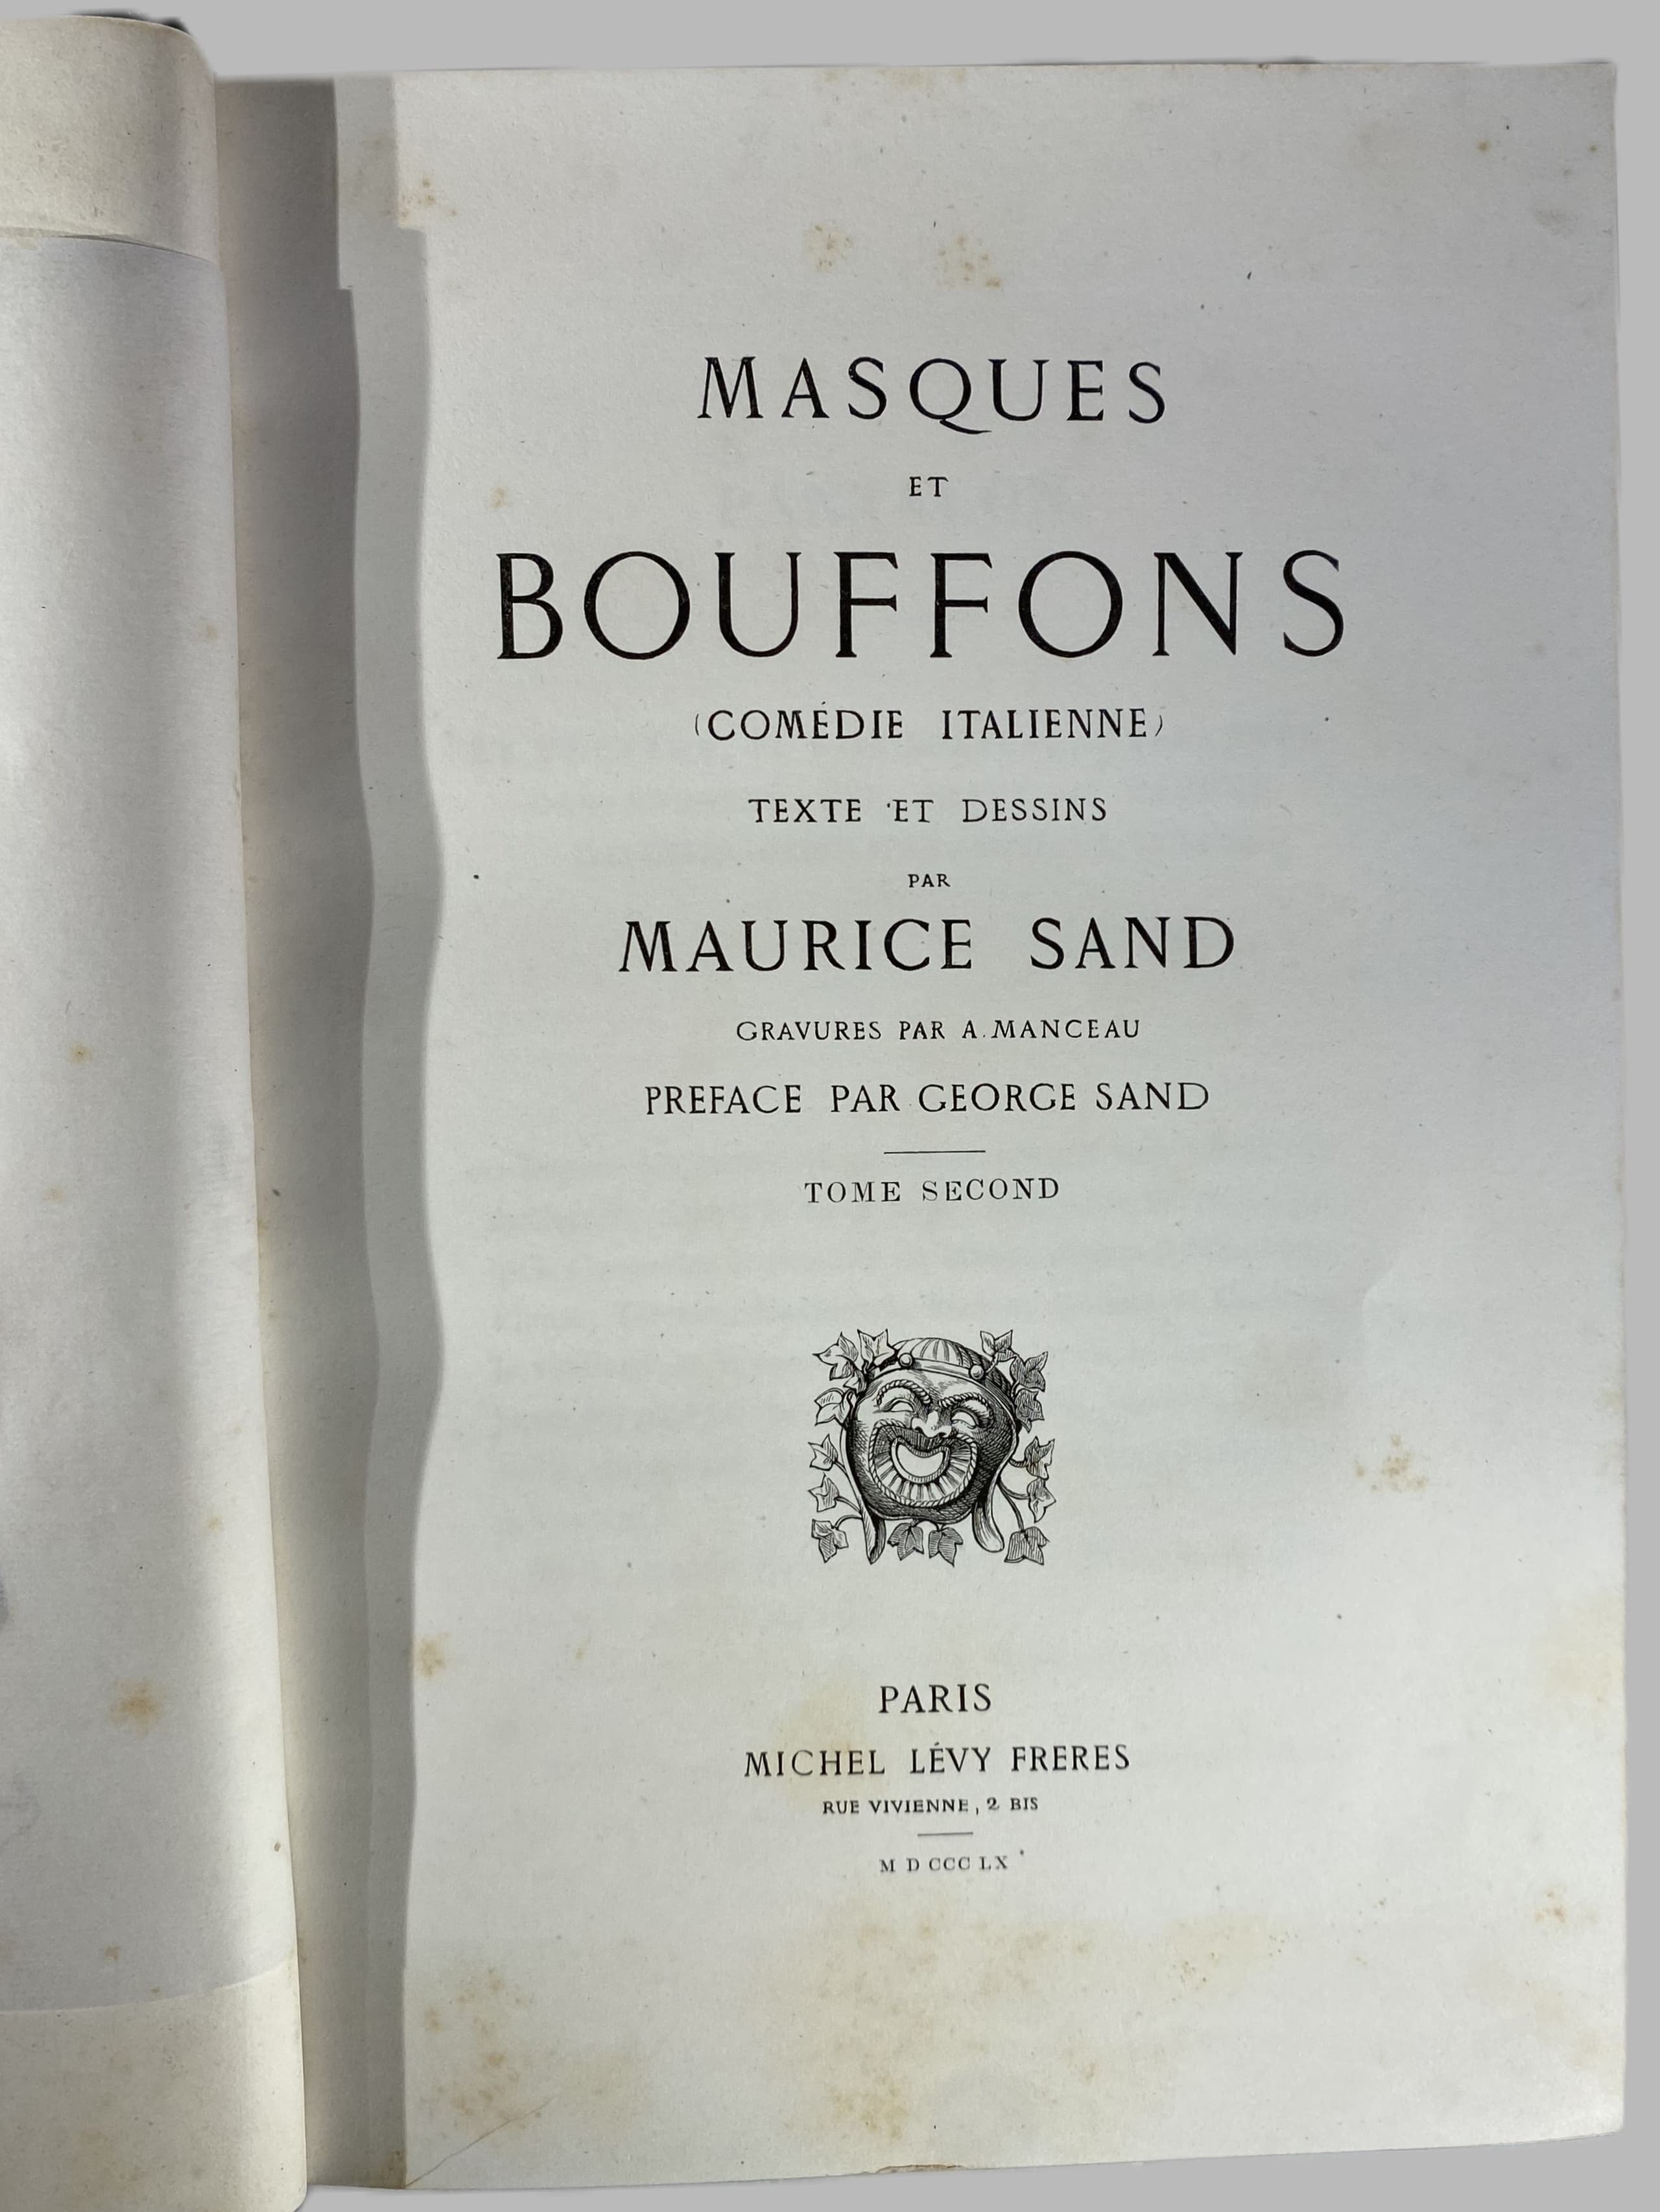 MASQUES
ET
BOUFFONS
(COMÉDIE ITALIENNE)
TEXTE ET DESSINS
PAR
MAURICE SAND
GRAVURES PAR A. MANCEAU
PREFACE PAR GEORGE SAND
TOME SECOND
PARIS
MICHEL LÉVY FRERES
RUE VIVIENNE, 2 BIS
M D CCC LX